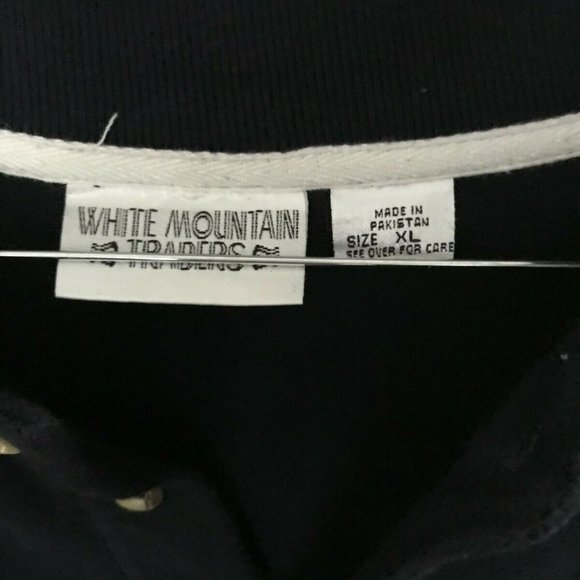 WHITE MOUNTAIN
TRADERS
MADE IN
PAKISTAN
SIZE XL
SEE OVER FOR CARE